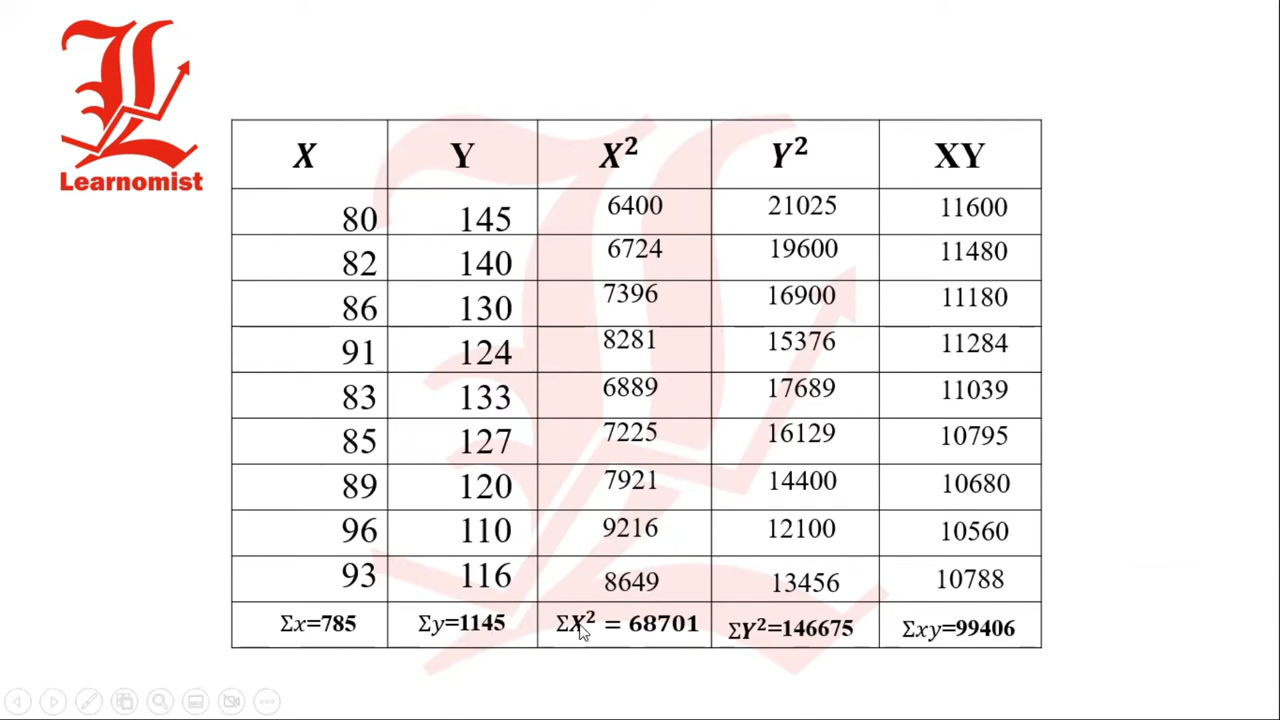 Learnomist
X Y X² Y² XY
80 145 6400 21025 11600
82 140 6724 19600 11480
86 130 7396 16900 11180
91 124 8281 15376 11284
83 133 6889 17689 11039
85 127 7225 16129 10795
89 120 7921 14400 10680
96 110 9216 12100 10560
93 116 8649 13456 10788
Σx=785 Σy=1145 ΣX² = 68701 ΣY²=146675 Σxy=99406